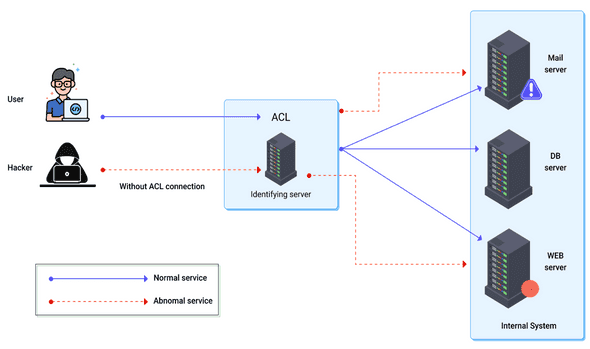 User
Hacker
Without ACL connection
ACL
Identifying server
Mail
server
DB
server
WEB
server
Internal System
Normal service
Abnomal service